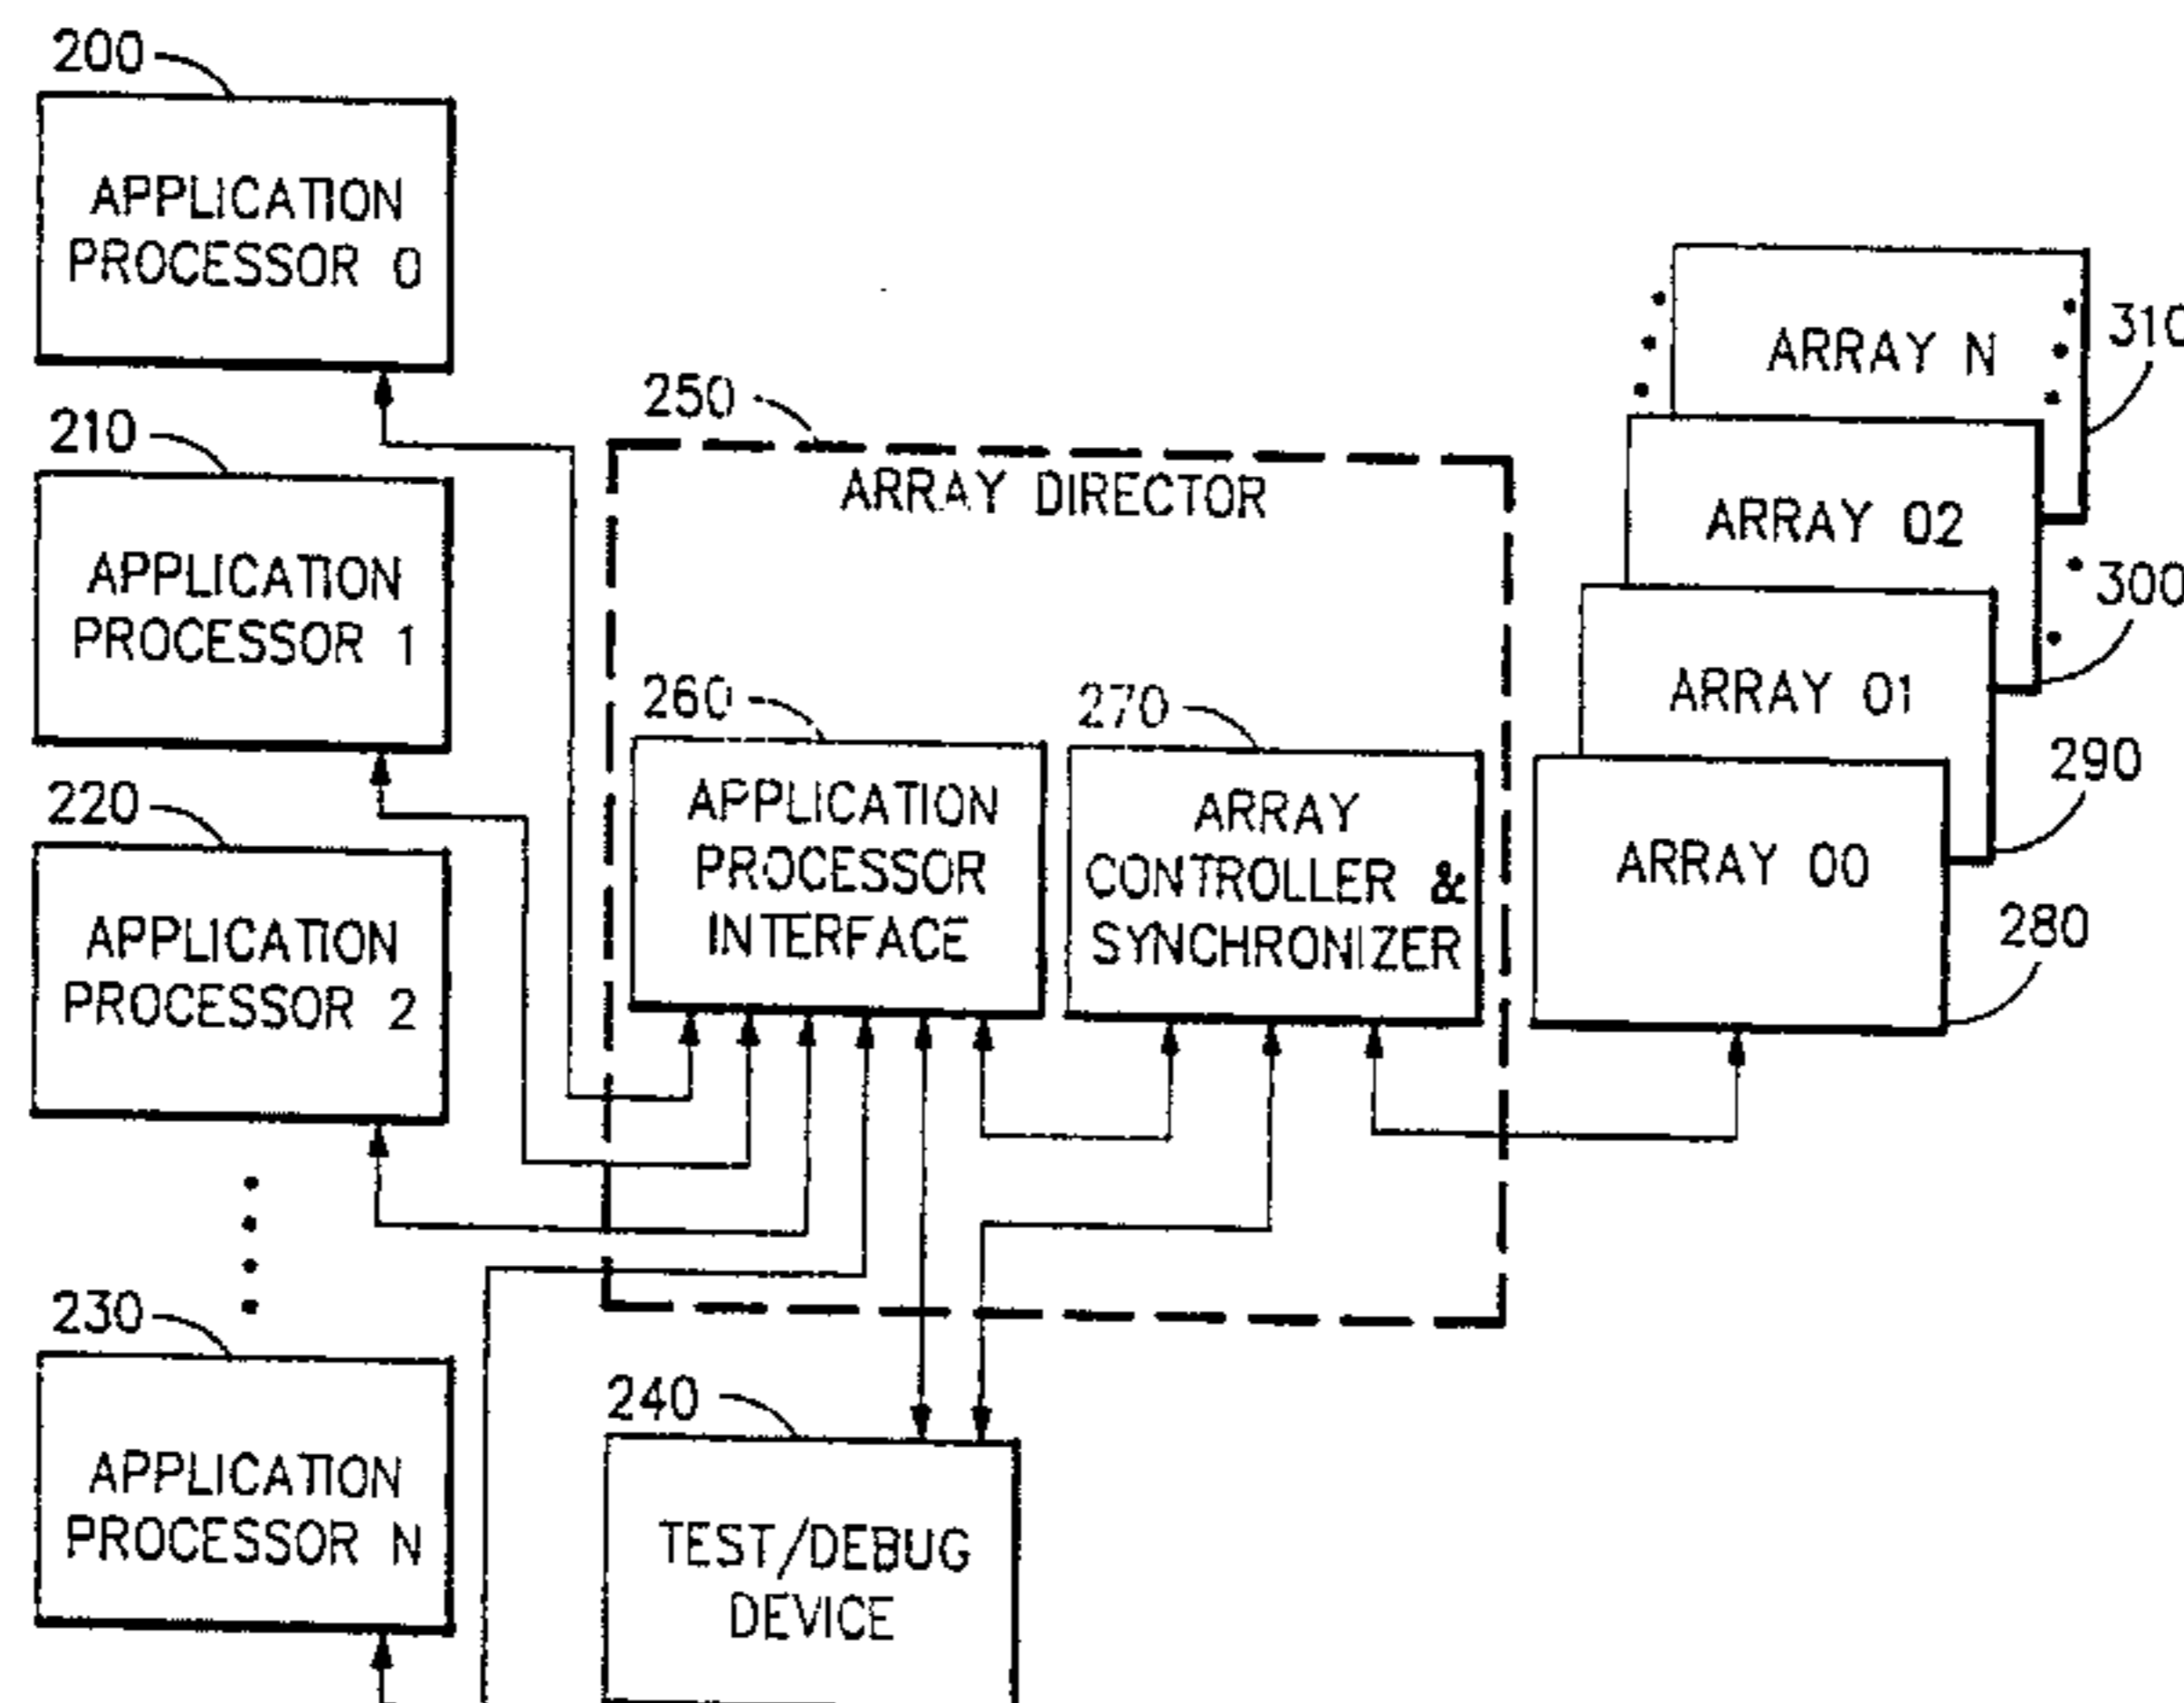 200
APPLICATION
PROCESSOR 0
210
APPLICATION
PROCESSOR 1
220
APPLICATION
PROCESSOR 2
230
APPLICATION
PROCESSOR N
250
ARRAY DIRECTOR
260
APPLICATION
PROCESSOR
INTERFACE
270
ARRAY
CONTROLLER &
SYNCHRONIZER
240
TEST/DEBUG
DEVICE
ARRAY N
310
ARRAY 02
300
ARRAY 01
290
ARRAY 00
280